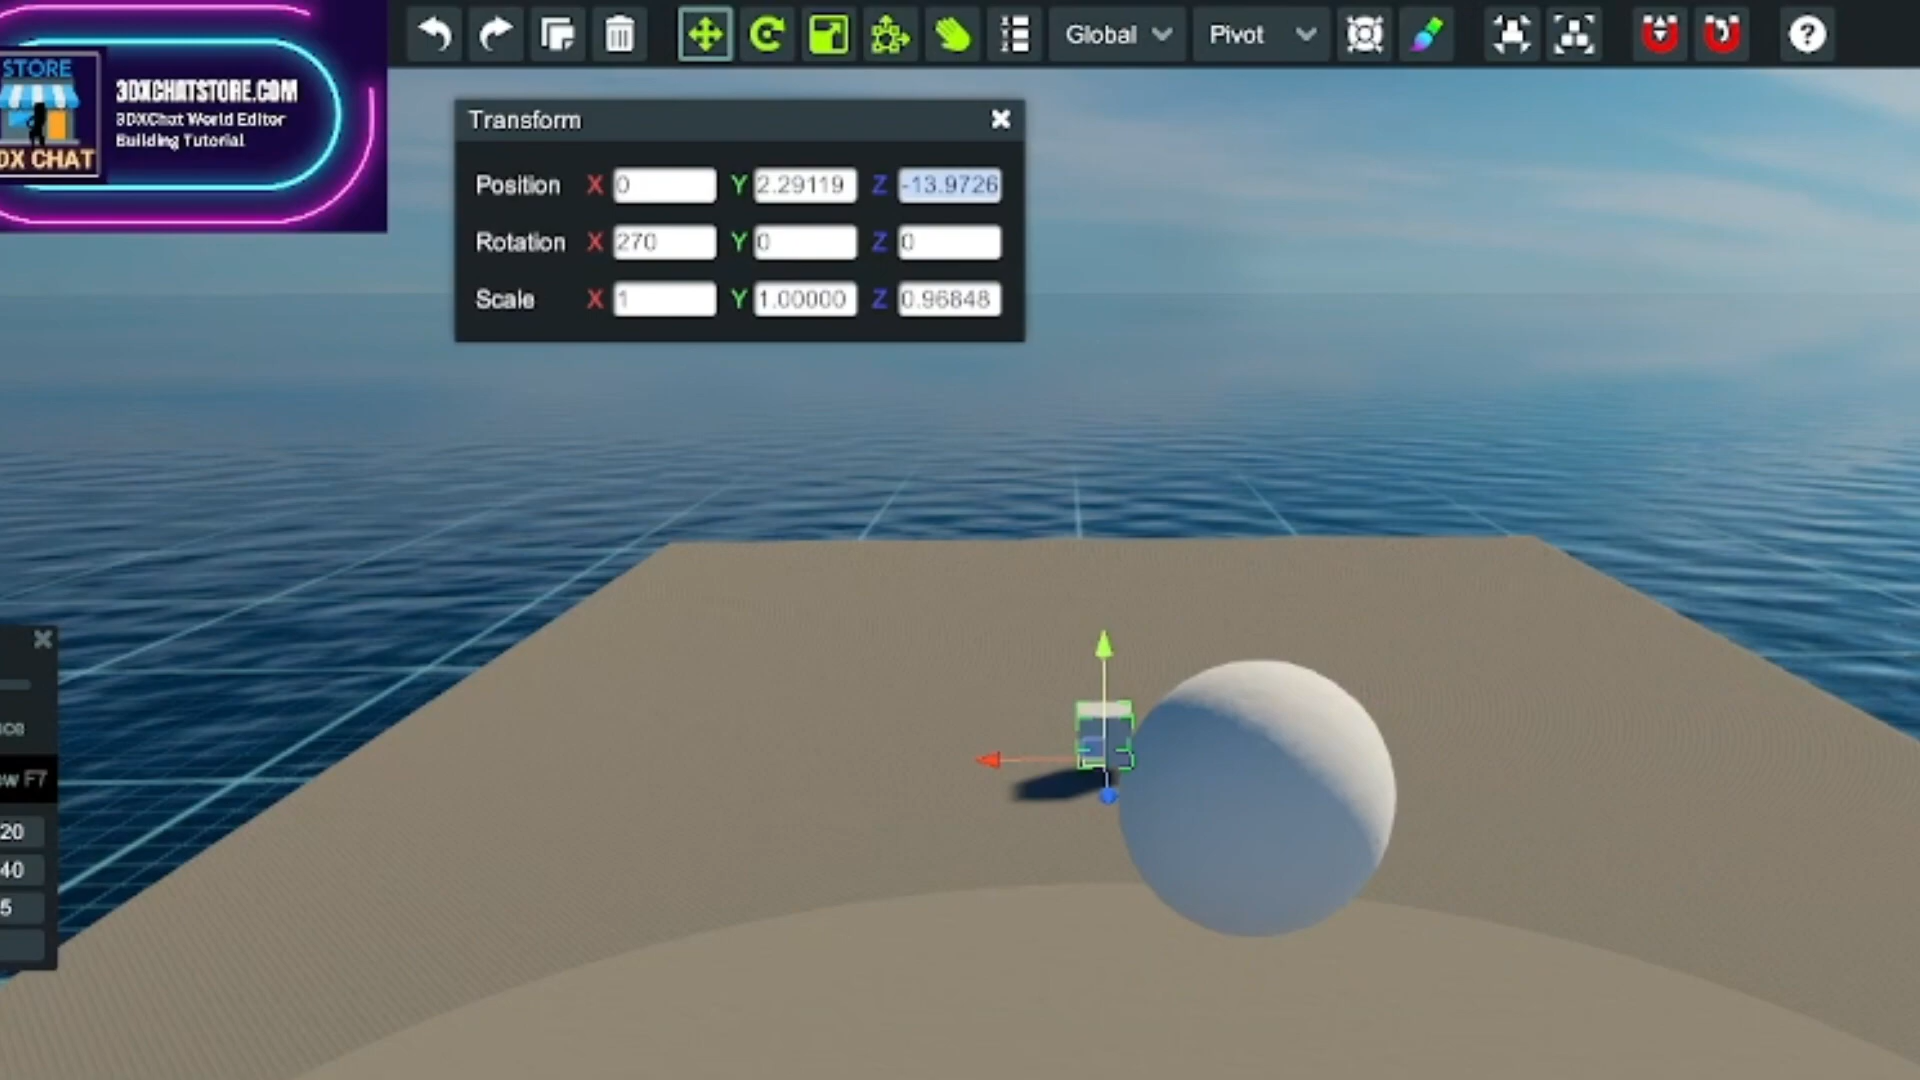 Global
Pivot
STORE
3DXCHATSTORE.COM
3DXChat World Editor
Building Tutorial
DX CHAT
Transform
Position X 0 Y 2.29119 Z -13.9726
Rotation X 270 Y 0 Z 0
Scale X 1 Y 1.00000 Z 0.96848
F7
20
40
5